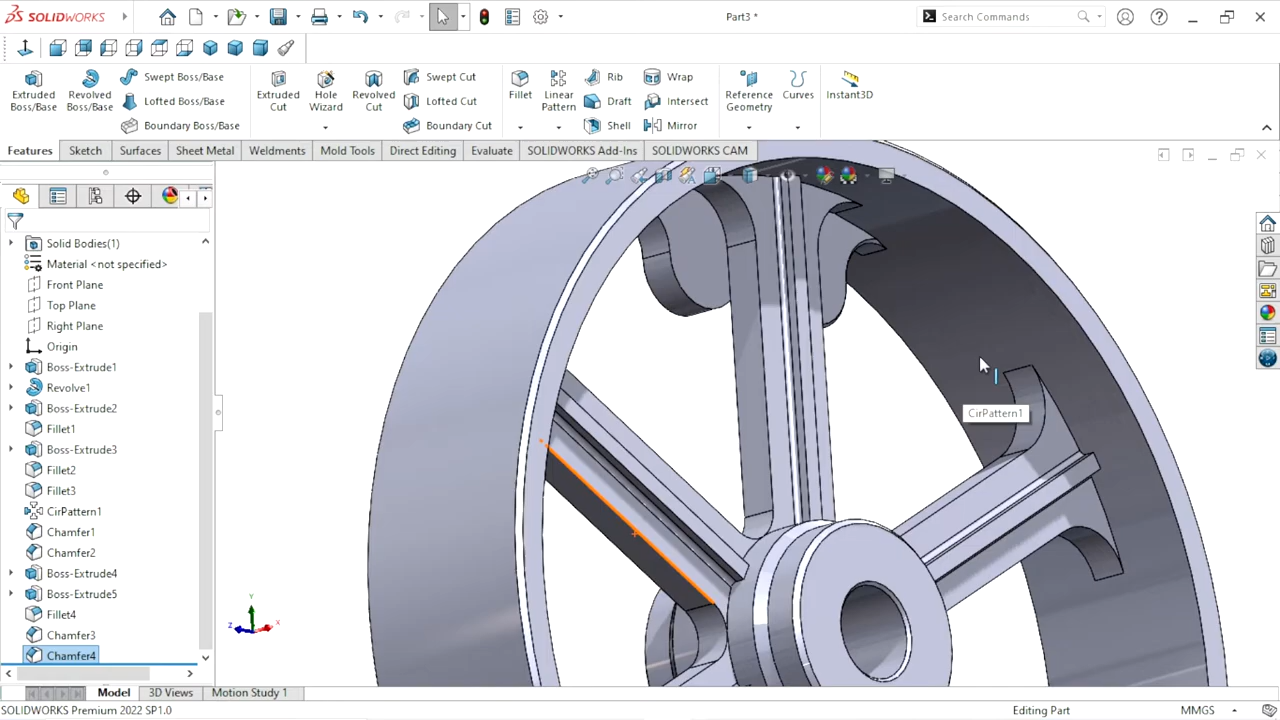 SOLIDWORKS
Part3 *
Search Commands
Extruded Boss/Base
Revolved Boss/Base
Swept Boss/Base
Lofted Boss/Base
Boundary Boss/Base
Extruded Cut
Hole Wizard
Revolved Cut
Swept Cut
Lofted Cut
Boundary Cut
Fillet
Linear Pattern
Rib
Draft
Shell
Wrap
Intersect
Mirror
Reference Geometry
Curves
Instant3D
Features
Sketch
Surfaces
Sheet Metal
Weldments
Mold Tools
Direct Editing
Evaluate
SOLIDWORKS Add-Ins
SOLIDWORKS CAM
Solid Bodies(1)
Material <not specified>
Front Plane
Top Plane
Right Plane
Origin
Boss-Extrude1
Revolve1
Boss-Extrude2
Fillet1
Boss-Extrude3
Fillet2
Fillet3
CirPattern1
Chamfer1
Chamfer2
Boss-Extrude4
Boss-Extrude5
Fillet4
Chamfer3
Chamfer4
CirPattern1
Y
Z
X
Model
3D Views
Motion Study 1
SOLIDWORKS Premium 2022 SP1.0
Editing Part
MMGS